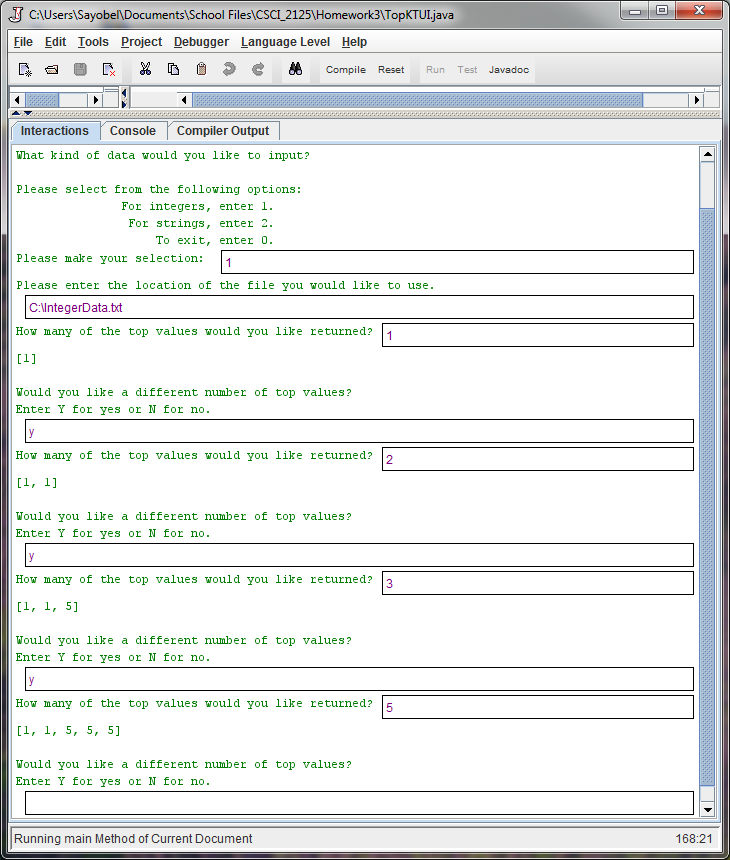 C:\Users\Sayobel\Documents\School Files\CSCI_2125\Homework3\TopKTUI.java
File Edit Tools Project Debugger Language Level Help
Compile Reset Run Test Javadoc
Interactions Console Compiler Output
What kind of data would you like to input?
Please select from the following options:
For integers, enter 1.
For strings, enter 2.
To exit, enter 0.
Please make your selection: 1
Please enter the location of the file you would like to use.
C:\IntegerData.txt
How many of the top values would you like returned? 1
[1]
Would you like a different number of top values?
Enter Y for yes or N for no.
y
How many of the top values would you like returned? 2
[1, 1]
Would you like a different number of top values?
Enter Y for yes or N for no.
y
How many of the top values would you like returned? 3
[1, 1, 5]
Would you like a different number of top values?
Enter Y for yes or N for no.
y
How many of the top values would you like returned? 5
[1, 1, 5, 5, 5]
Would you like a different number of top values?
Enter Y for yes or N for no.
Running main Method of Current Document 168:21